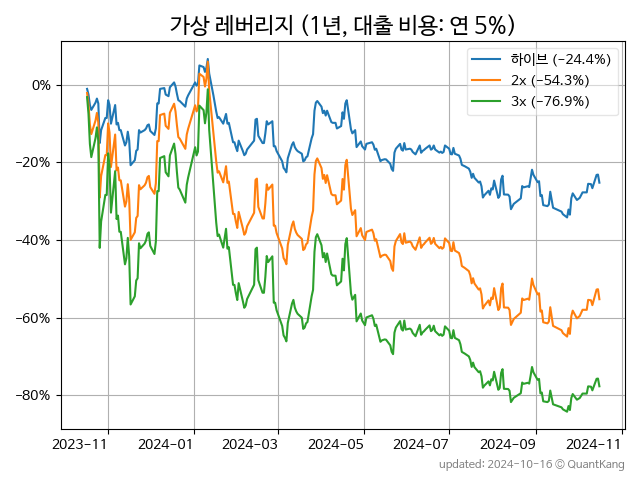 가상 레버리지 (1년, 대출 비용: 연 5%)
하이브 (−24.4%)
2x (−54.3%)
3x (−76.9%)
0%
−20%
−40%
−60%
−80%
2023-11 2024-01 2024-03 2024-05 2024-07 2024-09 2024-11
updated: 2024-10-16 © QuantKang